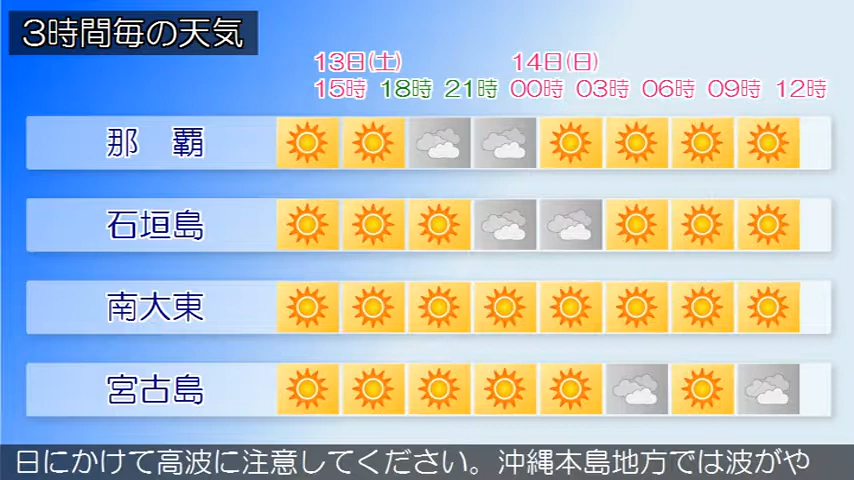 3時間毎の天気
13日(土) 14日(日)
15時 18時 21時 00時 03時 06時 09時 12時
那 覇
石垣島
南大東
宮古島
日にかけて高波に注意してください。沖縄本島地方では波がや